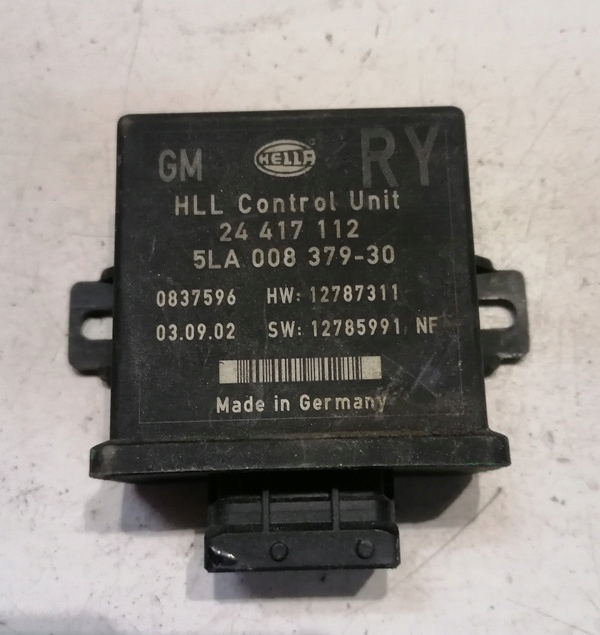 GM HELLA RY
HLL Control Unit
24 417 112
5LA 008 379-30
0837596 HW: 12787311
03.09.02 SW: 12785991 NF
Made in Germany